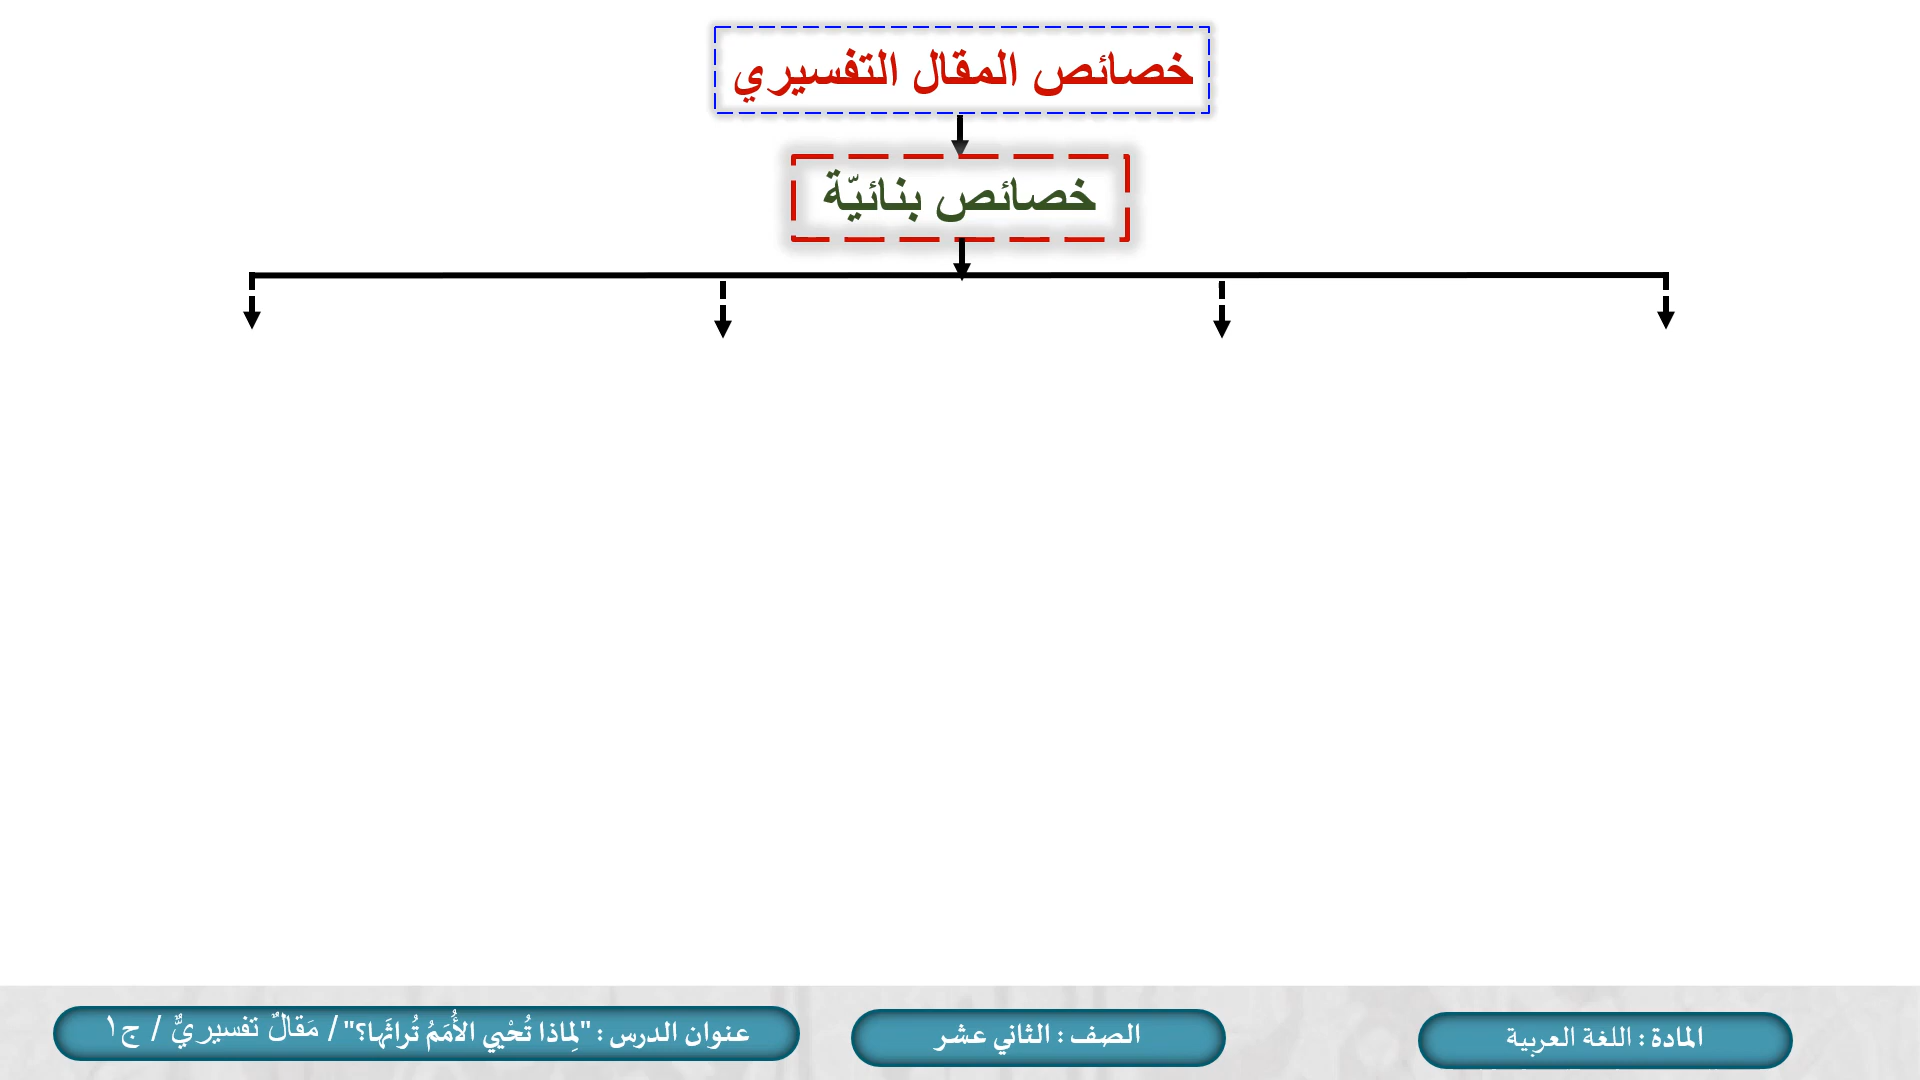 خصائص المقال التفسيري
خصائص بنائيّة
المادة : اللغة العربية
الصف : الثاني عشر
عنوان الدرس : "لِماذا تُحْيي الأُمَمُ تُراثَها؟" / مَقالٌ تفسيريٌّ / ج١